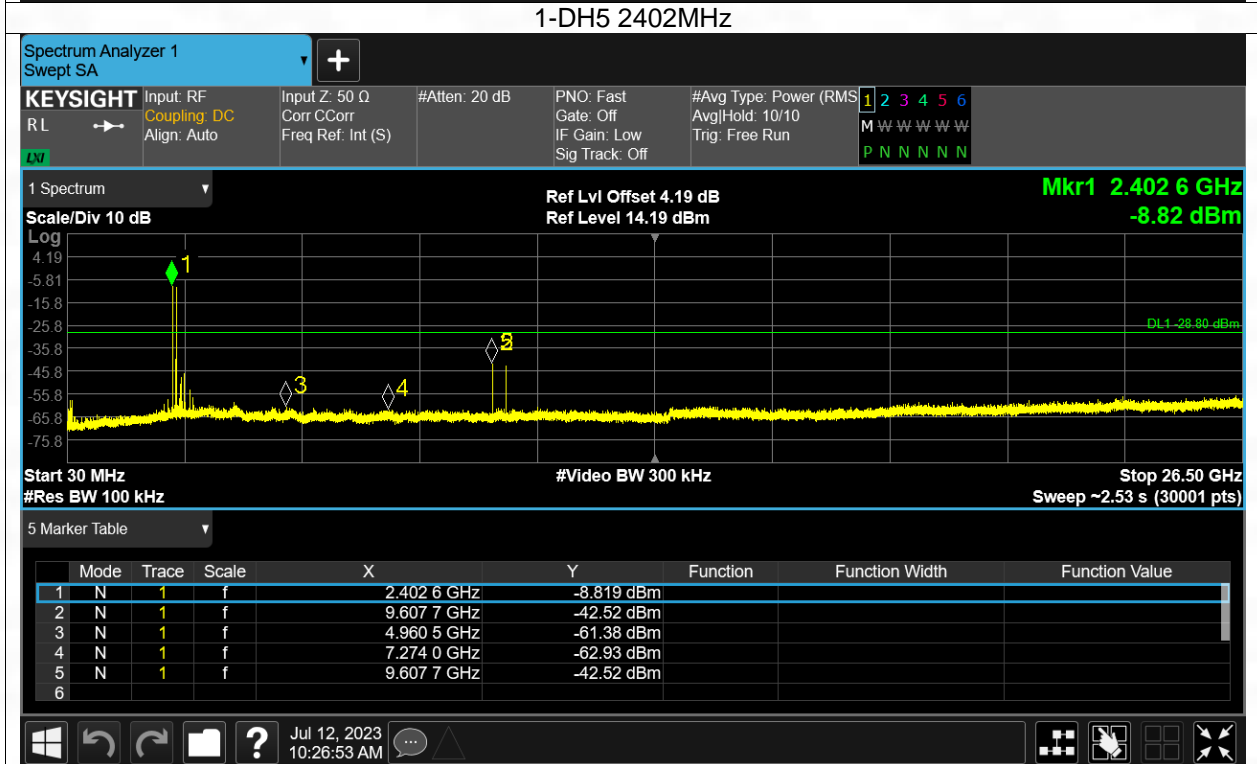 1-DH5 2402MHz
Spectrum Analyzer 1
Swept SA
KEYSIGHT
RL
LXI
Input: RF
Coupling: DC
Align: Auto
Input Z: 50 Ω
Corr CCorr
Freq Ref: Int (S)
#Atten: 20 dB
PNO: Fast
Gate: Off
IF Gain: Low
Sig Track: Off
#Avg Type: Power (RMS
Avg|Hold: 10/10
Trig: Free Run
1 2 3 4 5 6
M W W W W W
P N N N N N
1 Spectrum
Scale/Div 10 dB
Ref Lvl Offset 4.19 dB
Ref Level 14.19 dBm
Mkr1 2.402 6 GHz
-8.82 dBm
Log
4.19
-5.81
-15.8
-25.8
-35.8
-45.8
-55.8
-65.8
-75.8
1
3
4
DL1 -28.80 dBm
Start 30 MHz
#Video BW 300 kHz
Stop 26.50 GHz
#Res BW 100 kHz
Sweep ~2.53 s (30001 pts)
5 Marker Table
Mode Trace Scale X Y Function Function Width Function Value
1 N 1 f 2.402 6 GHz -8.819 dBm
2 N 1 f 9.607 7 GHz -42.52 dBm
3 N 1 f 4.960 5 GHz -61.38 dBm
4 N 1 f 7.274 0 GHz -62.93 dBm
5 N 1 f 9.607 7 GHz -42.52 dBm
6
?
Jul 12, 2023
10:26:53 AM